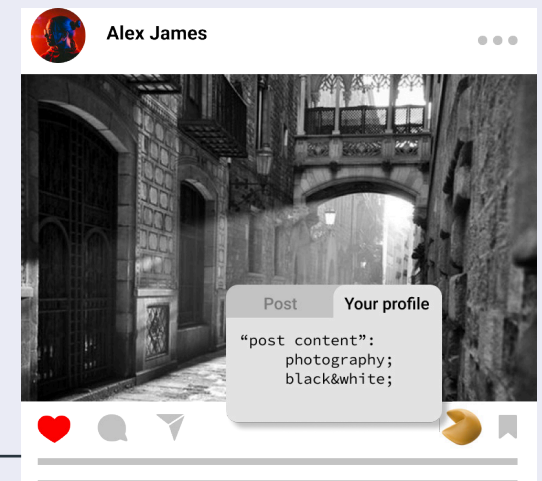 Alex James
Post
Your profile
“post content”:
photography;
black&white;